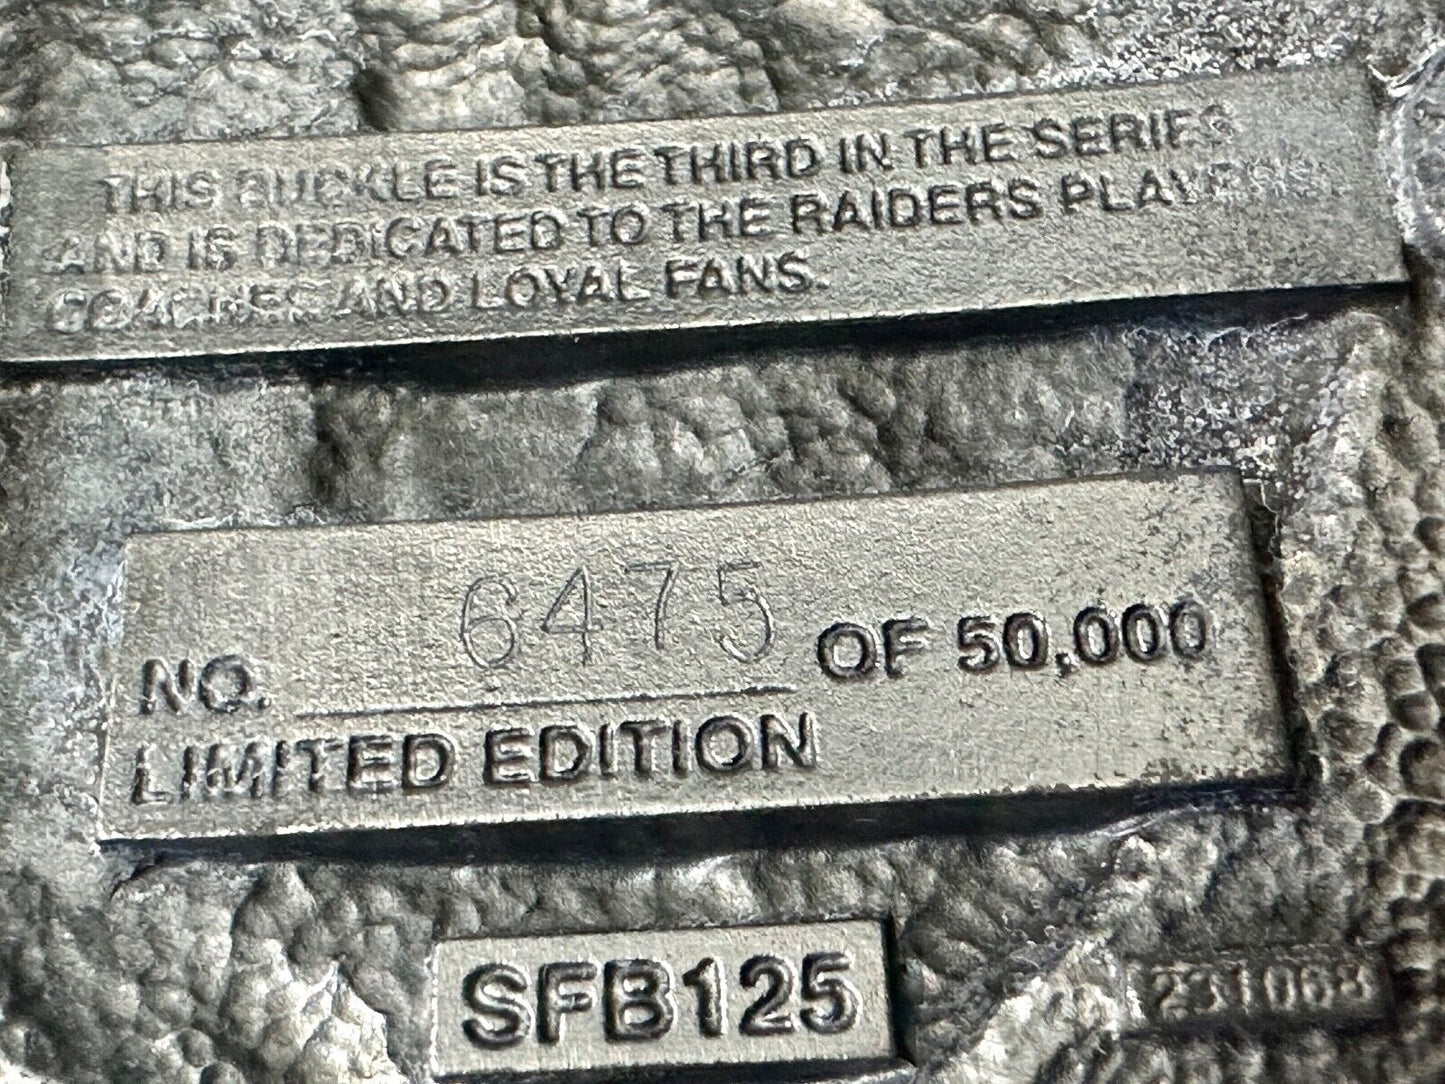 THIS BUCKLE IS THE THIRD IN THE SERIES
AND IS DEDICATED TO THE RAIDERS PLAYERS,
COACHES AND LOYAL FANS.
NO. 6475 OF 50,000
LIMITED EDITION
SFB125
231068